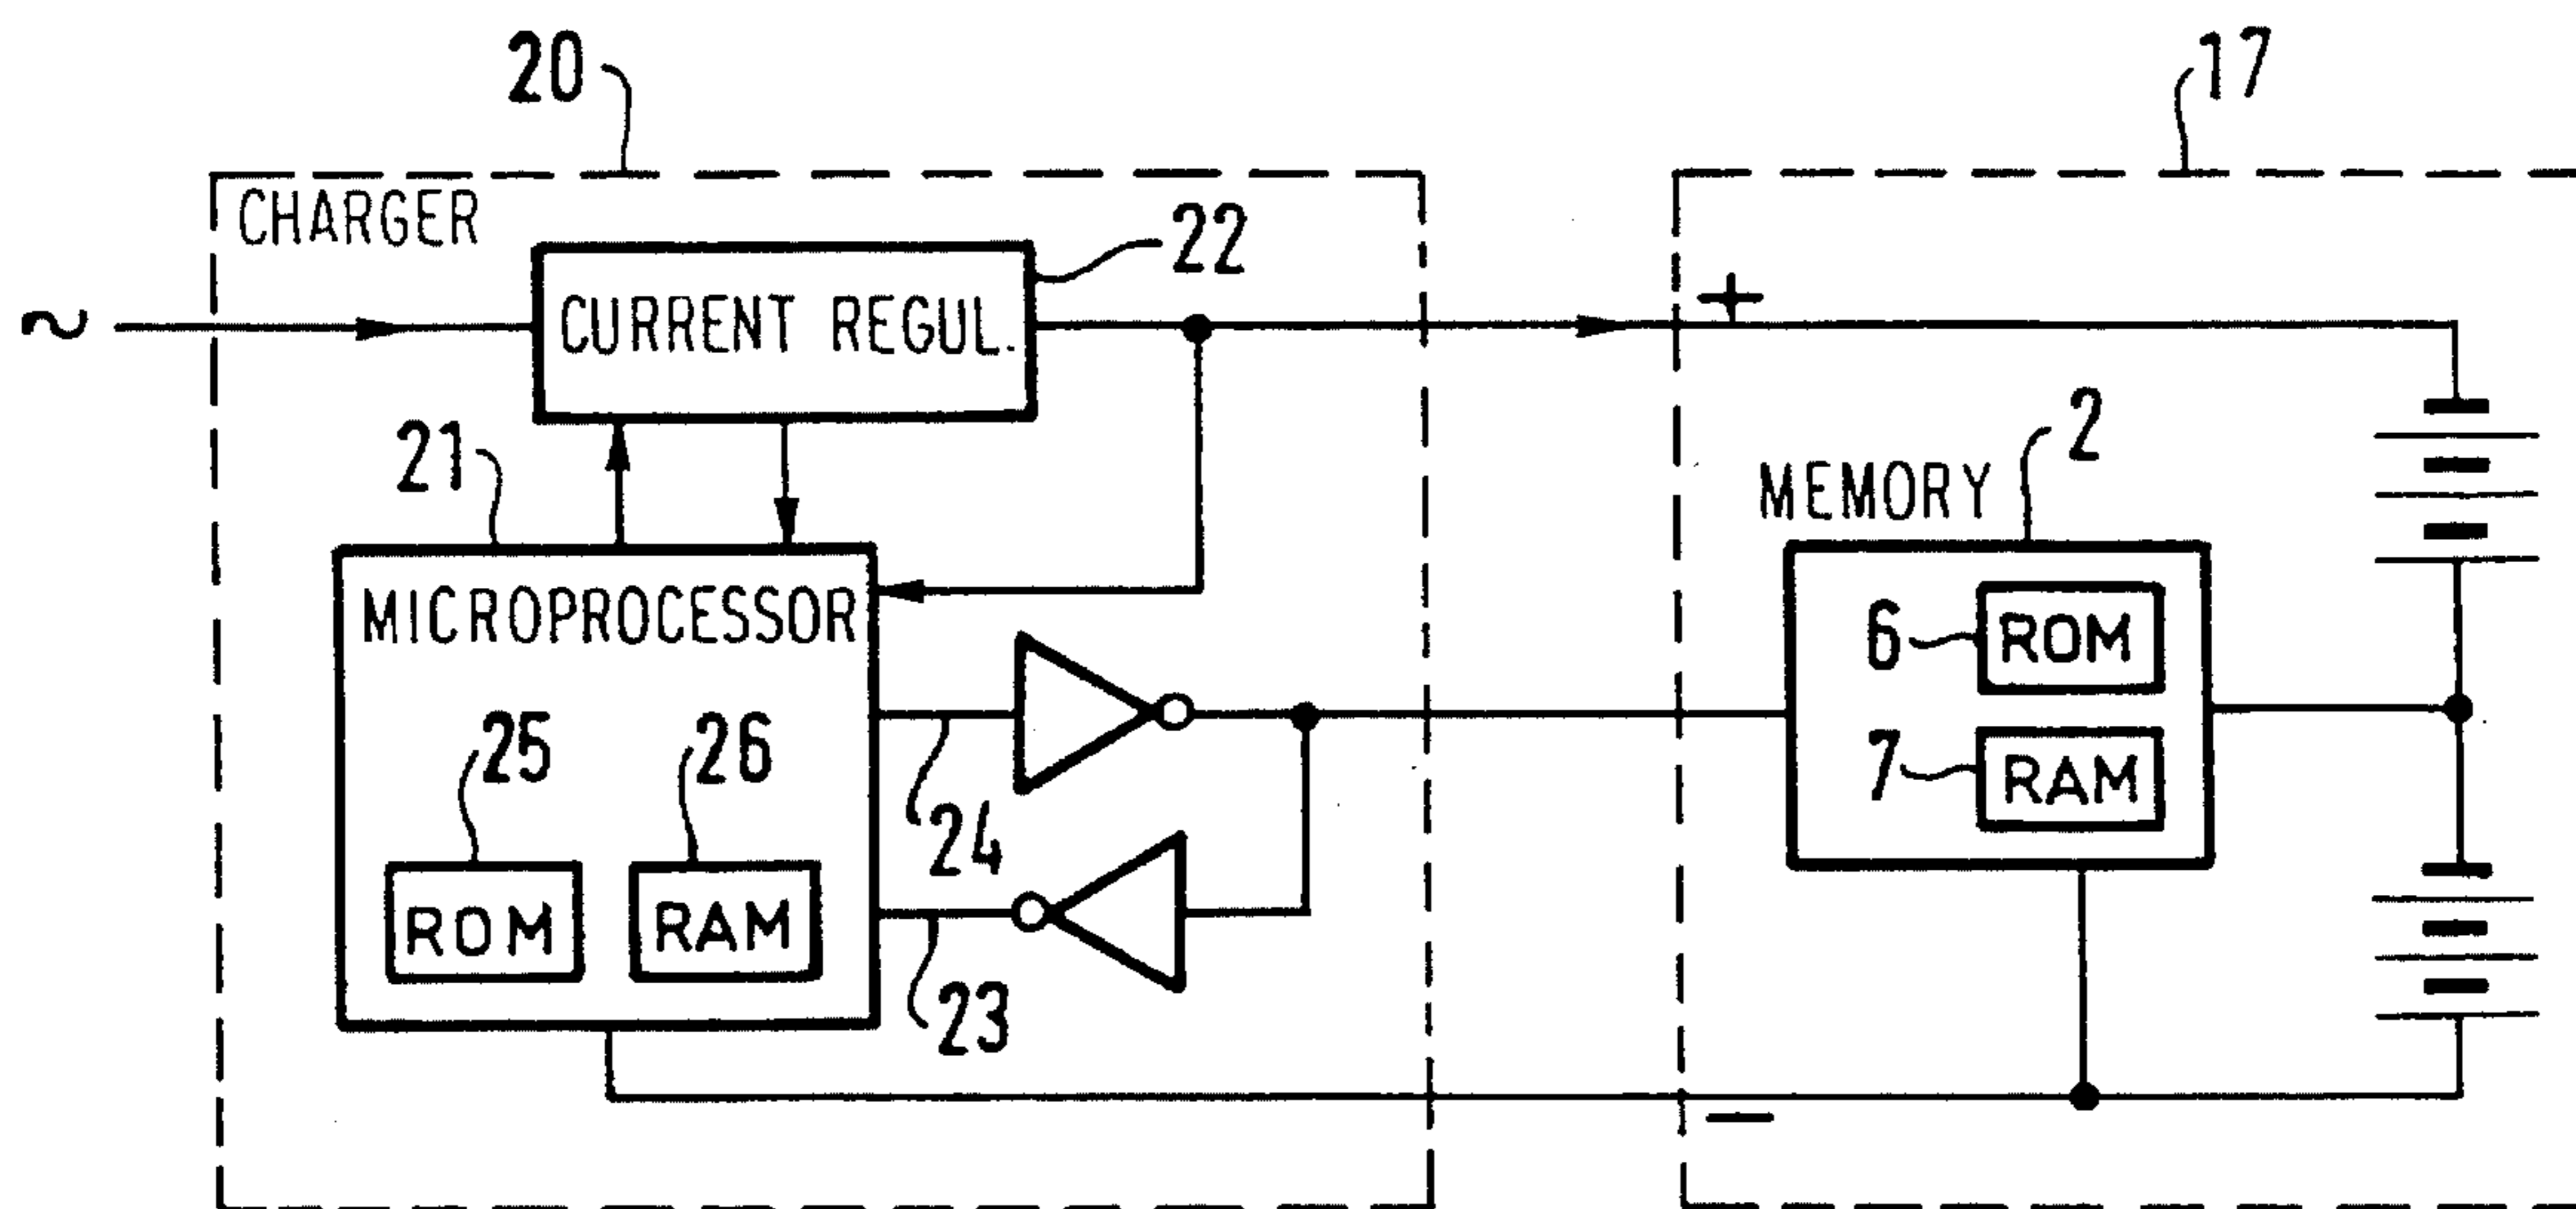 20
17
CHARGER
22
~
CURRENT REGUL.
+
21
2
MEMORY
MICROPROCESSOR
6
ROM
25
26
7
RAM
24
ROM
RAM
23
−